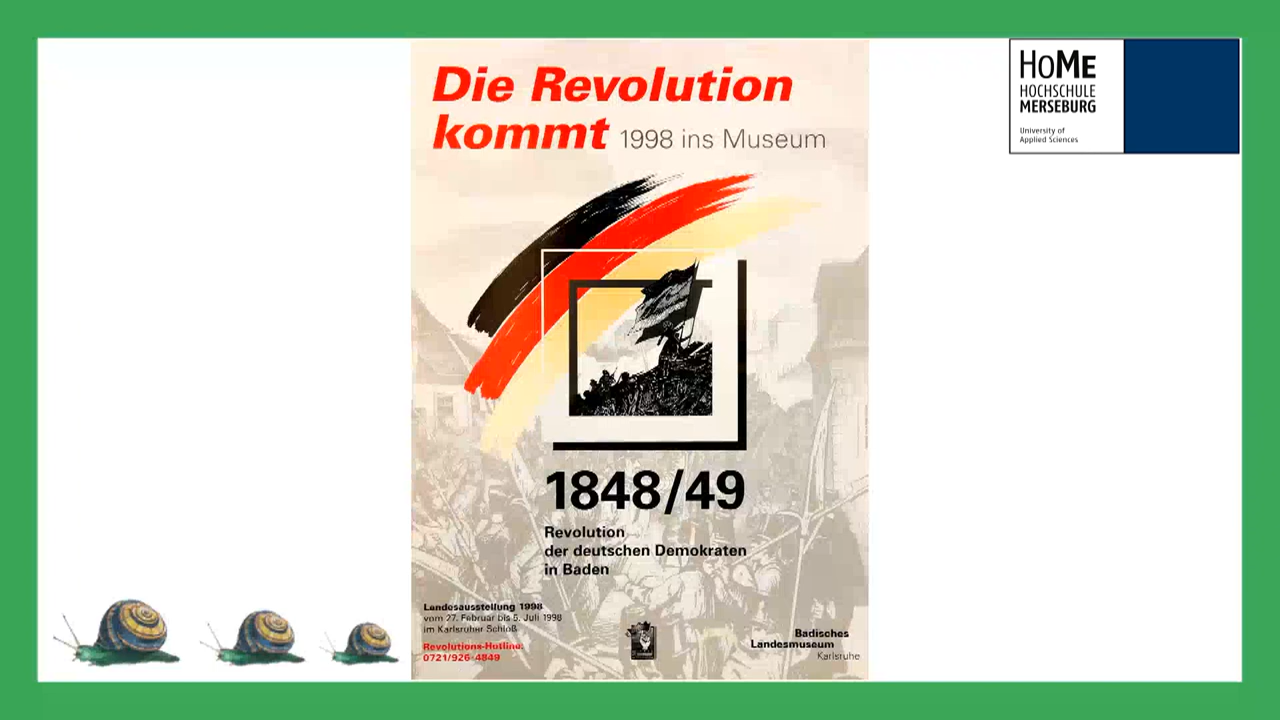 Die Revolution
kommt 1998 ins Museum
1848/49
Revolution
der deutschen Demokraten
in Baden
Landesausstellung 1998
vom 27. Februar bis 5. Juli 1998
im Karlsruher Schloß
Revolutions-Hotline:
0721/926-4849
Badisches
Landesmuseum
Karlsruhe
HOME
HOCHSCHULE
MERSEBURG
University of
Applied Sciences